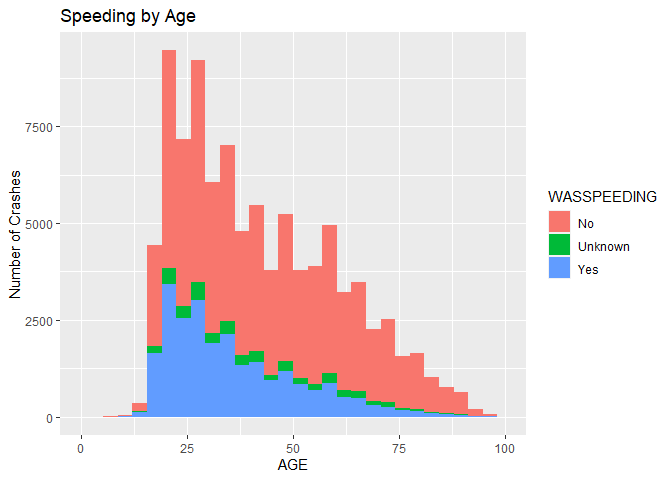 Speeding by Age
Number of Crashes
7500
5000
2500
0
0 25 50 75 100
AGE
WASSPEEDING
No
Unknown
Yes